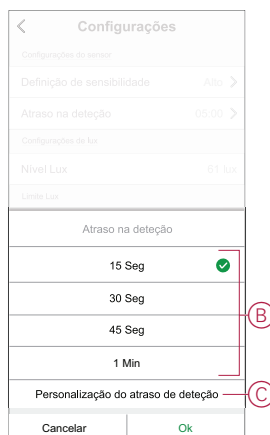 Configurações
Configurações do sensor
Definição de sensibilidade Alto
Atraso na deteção 05:00
Configurações de lux
Nível Lux 61 lux
Limite Lux
Atraso na deteção
15 Seg
30 Seg
45 Seg
B
1 Min
Personalização do atraso de deteção C
Cancelar Ok